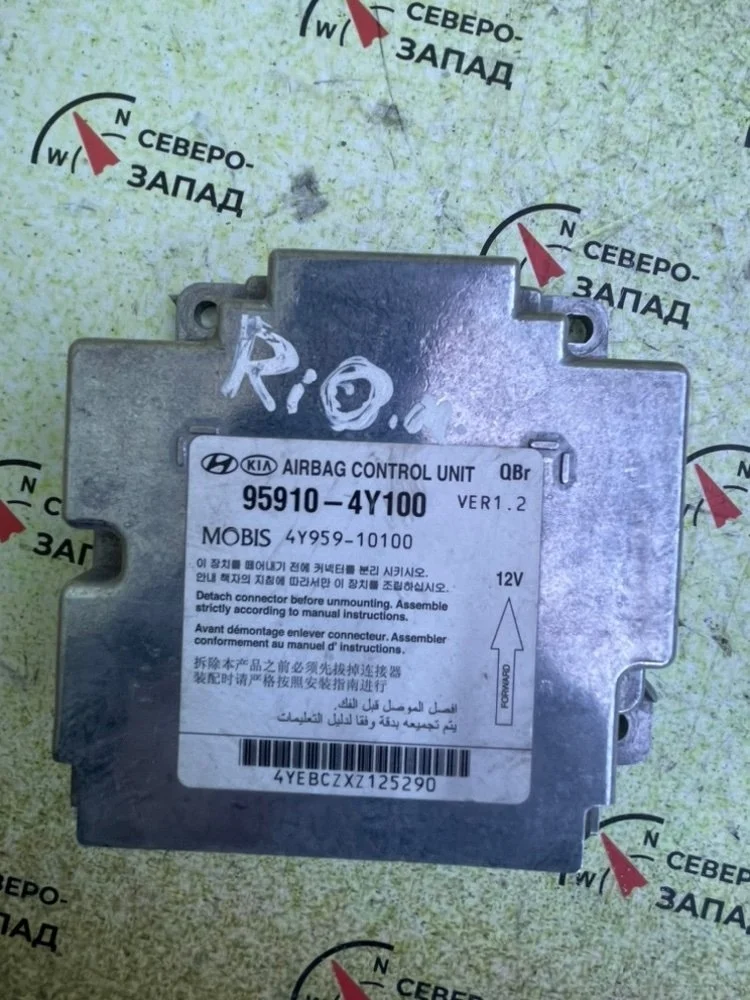 СЕВЕРО-
ЗАПАД
W
N
СЕВЕРО-
ЗАПАД
W
N
СЕВЕРО-
ЗАПАД
RiO.
KIA AIRBAG CONTROL UNIT QBr
95910-4Y100 VER1.2
MOBIS 4Y959-10100
이 장치를 떼어내기 전에 커넥터를 분리 시키시오.
안내 책자의 지침에 따라서만 이 장치를 조립하십시오.
12V
Detach connector before unmounting. Assemble
strictly according to manual instructions.
Avant démontage enlever connecteur. Assembler
conformement au manuel d' instructions.
FORWARD
拆除本产品之前必须先拔掉连接器
装配时请严格按照安装指南进行
افصل الموصل قبل الفك.
يتم تجميعه بدقة وفقا لدليل التعليمات
4YEBCZXZ125290
ЗАП
N
W
СЕВЕРО-
ЗАПАД
ЕРО-
ПАД
N
СЕВЕРО-